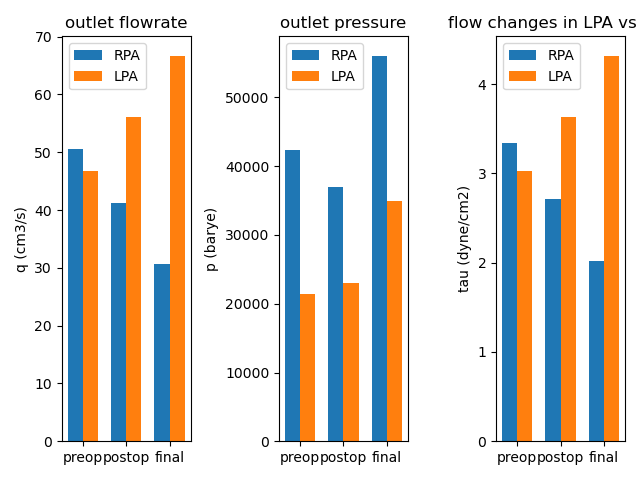 outlet flowrate
70
60
50
40
30
20
10
0
q (cm3/s)
RPA
LPA
preop
postop
final
outlet pressure
50000
40000
30000
20000
10000
0
p (barye)
RPA
LPA
preop
postop
final
flow changes in LPA vs
4
3
2
1
0
tau (dyne/cm2)
RPA
LPA
preop
postop
final